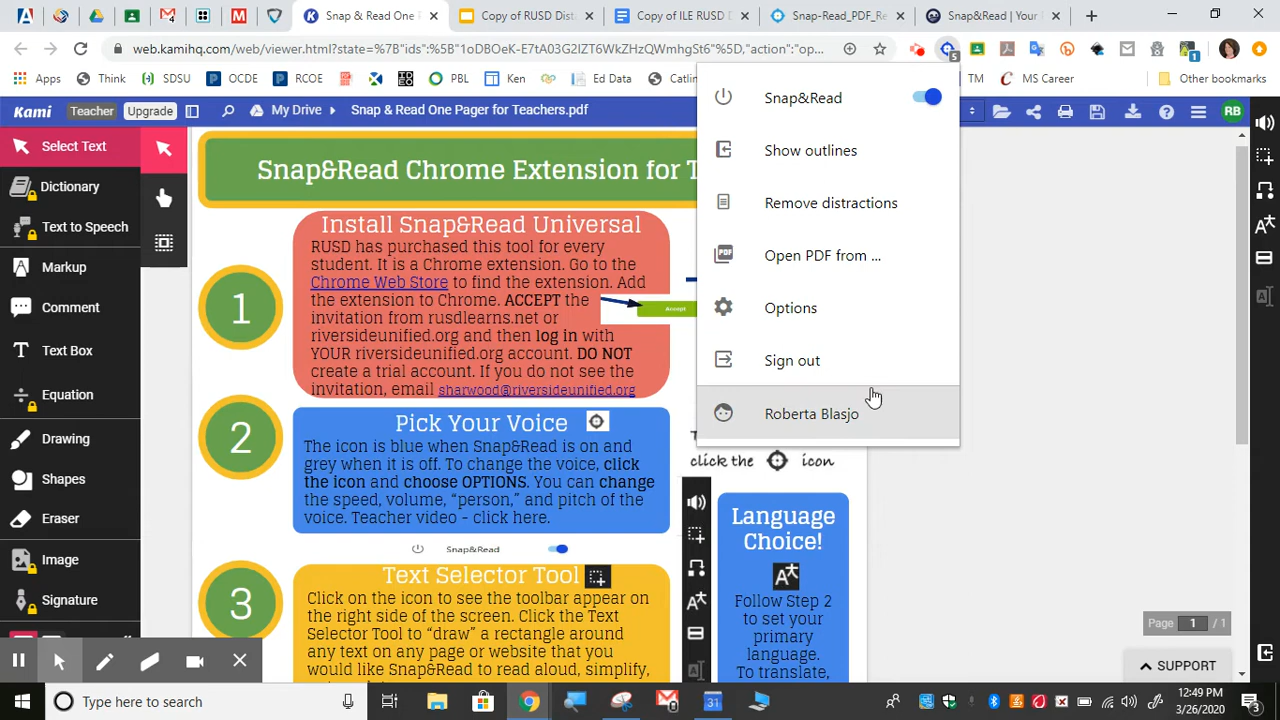 Snap & Read One P
Copy of RUSD Dist
Copy of ILE RUSD D
Snap-Read_PDF_Re
Snap&Read | Your F
web.kamihq.com/web/viewer.html?state=%7B"ids":%5B"1oDBOeK-E7tA03G2IZT6WkZHzQWmhgSt6"%5D,"action":"op...
5
1
Apps
Think
SDSU
OCDE
RCOE
PBL
Ken
Ed Data
Catlin
TM
MS Career
Other bookmarks
Kami
Teacher
Upgrade
My Drive
Snap & Read One Pager for Teachers.pdf
RB
Select Text
Dictionary
Text to Speech
Markup
Comment
Text Box
Equation
Drawing
Shapes
Eraser
Image
Signature
Snap&Read Chrome Extension for T
1
Install Snap&Read Universal
RUSD has purchased this tool for every
student. It is a Chrome extension. Go to the
Chrome Web Store to find the extension. Add
the extension to Chrome. ACCEPT the
invitation from rusdlearns.net or
riversideunified.org and then log in with
YOUR riversideunified.org account. DO NOT
create a trial account. If you do not see the
invitation, email sharwood@riversideunified.org
Accept
2
Pick Your Voice
The icon is blue when Snap&Read is on and
grey when it is off. To change the voice, click
the icon and choose OPTIONS. You can change
the speed, volume, “person,” and pitch of the
voice. Teacher video - click here.
Snap&Read
3
Text Selector Tool
Click on the icon to see the toolbar appear on
the right side of the screen. Click the Text
Selector Tool to “draw” a rectangle around
any text on any page or website that you
would like Snap&Read to read aloud, simplify,
Snap&Read
Show outlines
Remove distractions
Open PDF from ...
Options
Sign out
Roberta Blasjo
click the icon
Language
Choice!
Follow Step 2
to set your
primary
language.
To translate,
Page 1 / 1
SUPPORT
Type here to search
31
12:49 PM
3/26/2020
3